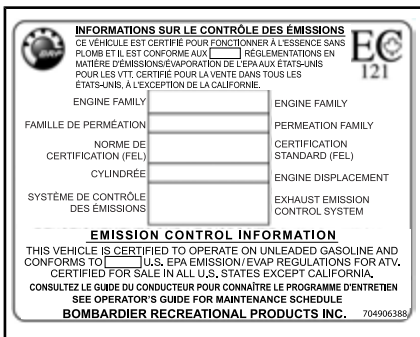 INFORMATIONS SUR LE CONTRÔLE DES ÉMISSIONS
CE VÉHICULE EST CERTIFIÉ POUR FONCTIONNER À L'ESSENCE SANS
PLOMB ET IL EST CONFORME AUX RÉGLEMENTATIONS EN
MATIÈRE D'ÉMISSIONS/ÉVAPORATION DE L'EPA AUX ÉTATS-UNIS
POUR LES VTT. CERTIFIÉ POUR LA VENTE DANS TOUS LES
ÉTATS-UNIS, À L'EXCEPTION DE LA CALIFORNIE.
EC
121
ENGINE FAMILY ENGINE FAMILY
FAMILLE DE PERMÉATION PERMEATION FAMILY
NORME DE CERTIFICATION
CERTIFICATION (FEL) STANDARD (FEL)
CYLINDRÉE ENGINE DISPLACEMENT
SYSTÈME DE CONTRÔLE EXHAUST EMISSION
DES ÉMISSIONS CONTROL SYSTEM
EMISSION CONTROL INFORMATION
THIS VEHICLE IS CERTIFIED TO OPERATE ON UNLEADED GASOLINE AND
CONFORMS TO U.S. EPA EMISSION/EVAP REGULATIONS FOR ATV.
CERTIFIED FOR SALE IN ALL U.S. STATES EXCEPT CALIFORNIA.
CONSULTEZ LE GUIDE DU CONDUCTEUR POUR CONNAÎTRE LE PROGRAMME D'ENTRETIEN
SEE OPERATOR'S GUIDE FOR MAINTENANCE SCHEDULE
BOMBARDIER RECREATIONAL PRODUCTS INC. 704906388